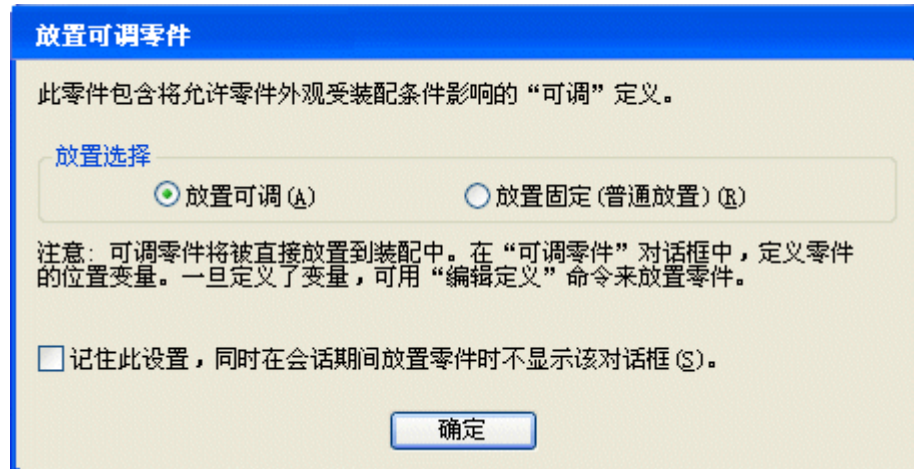 放置可调零件
此零件包含将允许零件外观受装配条件影响的“可调”定义。
放置选择
放置可调(A) 放置固定(普通放置)(R)
注意: 可调零件将被直接放置到装配中。在“可调零件”对话框中，定义零件
的位置变量。一旦定义了变量，可用“编辑定义”命令来放置零件。
记住此设置，同时在会话期间放置零件时不显示该对话框(S)。
确定